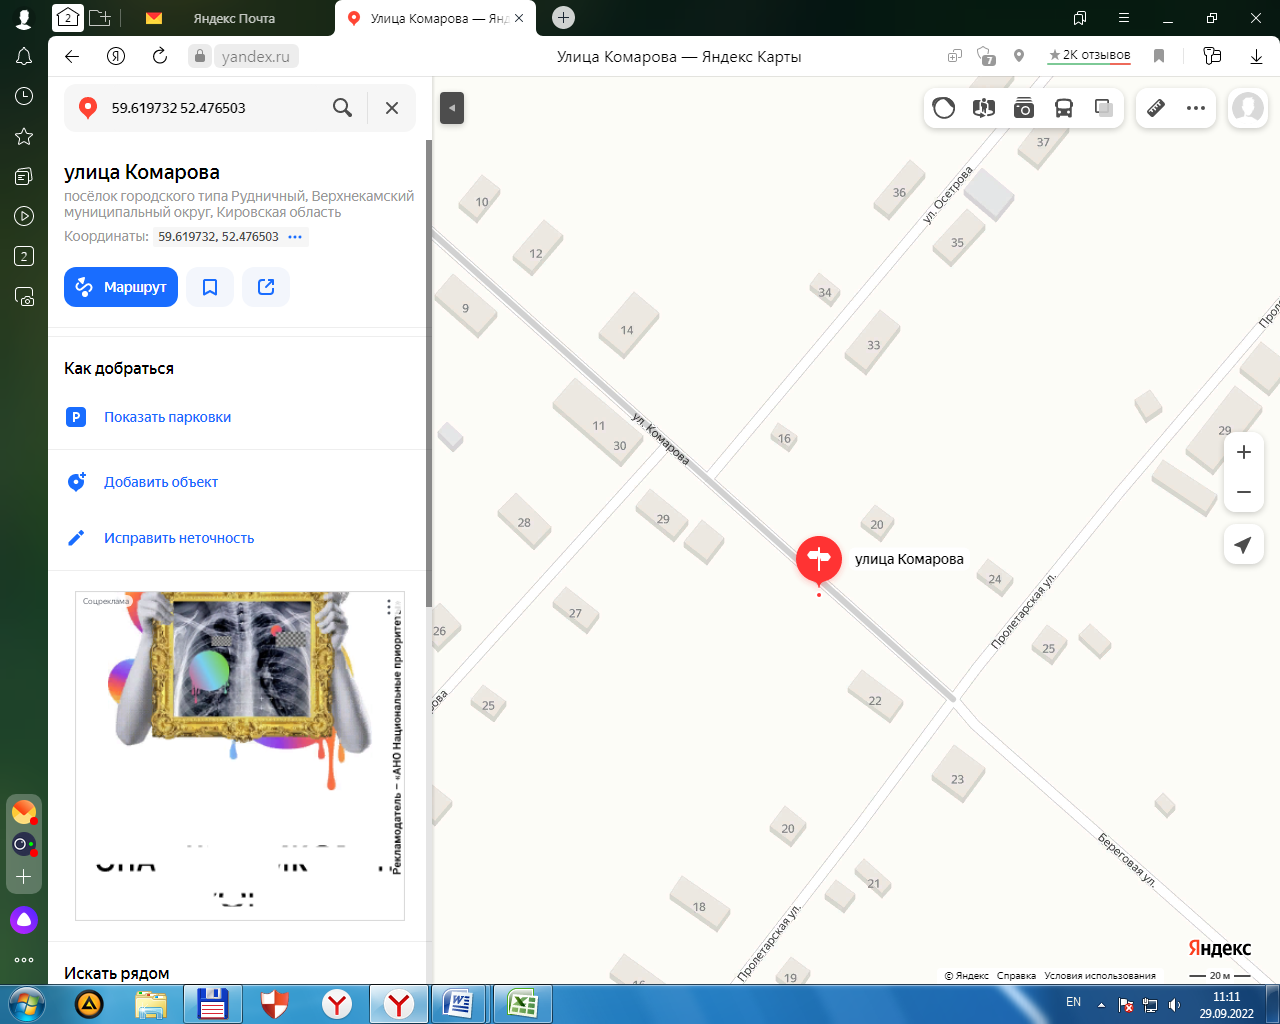 2
Яндекс Почта
Улица Комарова — Янд
yandex.ru
Улица Комарова — Яндекс Карты
7
★ 2К отзывов
59.619732 52.476503
улица Комарова
посёлок городского типа Рудничный, Верхнекамский
муниципальный округ, Кировская область
Координаты: 59.619732, 52.476503
Маршрут
Как добраться
P Показать парковки
Добавить объект
Исправить неточность
Соцреклама
Рекламодатель – «АНО Национальные приоритеты
Искать рядом
2
37
36
ул. Осетрова
35
10
12
9
14
34
33
11
30
ул. Комарова
16
29
28
29
20
улица Комарова
24
Пролетарская ул.
27
26
25
25
22
23
20
21
18
Береговая ул.
Пролетарская ул.
19
Яндекс
© Яндекс Справка Условия использования
20 м
EN
11:11
29.09.2022